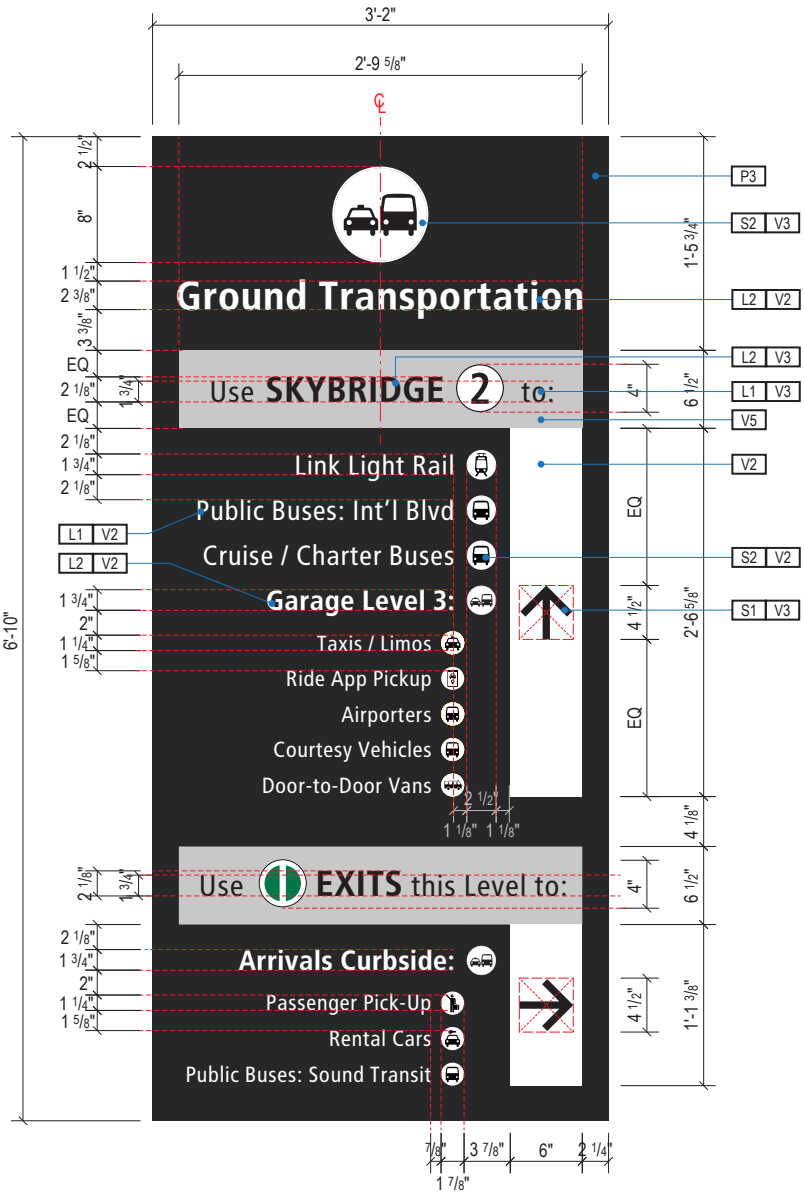 3'-2"
2'-9 5/8"
℄
2 1/2"
8"
1 1/2"
2 3/8"
3 3/8"
EQ
2 1/8"
1 3/4"
EQ
2 1/8"
1 3/4"
2 1/8"
L1 V2
L2 V2
1 3/4"
2"
1 1/4"
1 5/8"
6'-10"
2 1/8"
1 3/4"
2 1/8"
1 3/4"
2"
1 1/4"
1 5/8"
Ground Transportation
Use SKYBRIDGE 2 to:
Link Light Rail
Public Buses: Int'l Blvd
Cruise / Charter Buses
Garage Level 3:
Taxis / Limos
Ride App Pickup
Airporters
Courtesy Vehicles
Door-to-Door Vans
2 1/2"
1 1/8" 1 1/8"
Use EXITS this Level to:
Arrivals Curbside:
Passenger Pick-Up
Rental Cars
Public Buses: Sound Transit
7/8" 3 7/8" 6" 2 1/4"
1 7/8"
P3
S2 V3
1'-5 3/4"
L2 V2
L2 V3
4"
6 1/2"
L1 V3
V5
V2
EQ
S2 V2
4 1/2"
2'-6 5/8"
S1 V3
EQ
4 1/8"
4"
6 1/2"
4 1/2"
1'-1 3/8"